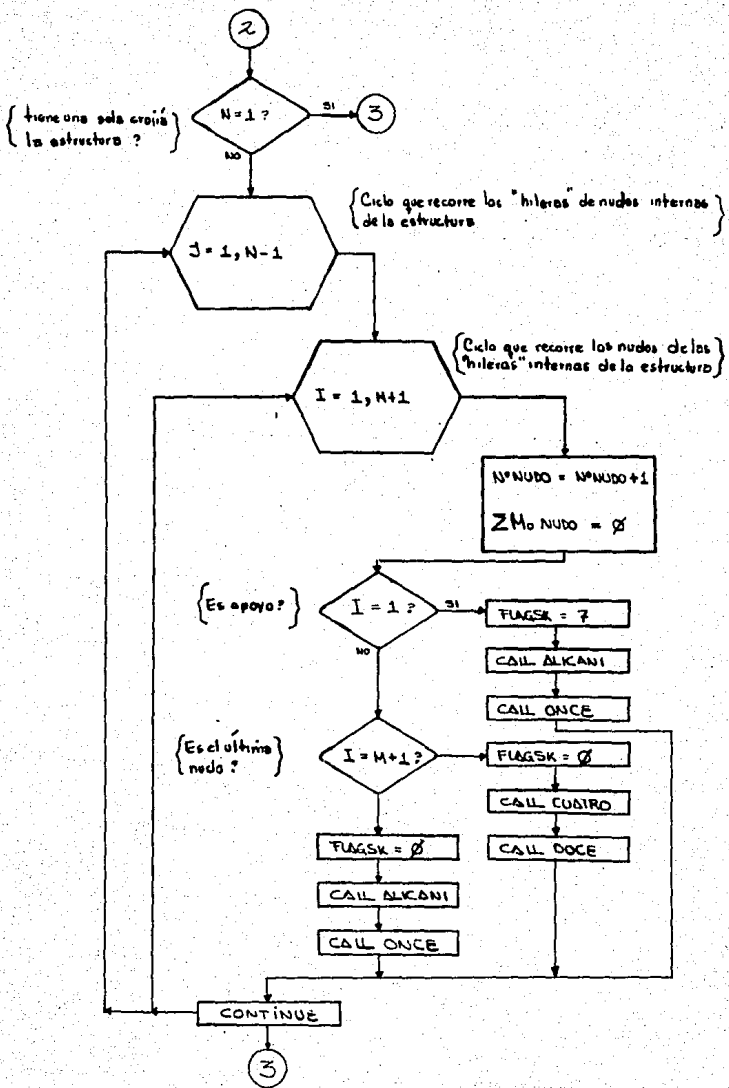 2
N=1?
SI
3
tiene una sola crojiá
la estructura ?
NO
Ciclo que recorre las "hileras" de nudos internas
de la estructura
J = 1, N-1
Ciclo que recorre los nudos de las
"hileras" internas de la estructura
I = 1, M+1
NºNUDO = NºNUDO+1
ΣMo NUDO = Ø
Es apoyo?
I = 1 ?
SI
FLAGSK = 7
NO
CALL ALICANI
CALL ONCE
Es el último
nudo ?
I = M+1?
FLAGSK = Ø
CALL CUATRO
CALL DOCE
FLAGSK = Ø
CALL ALICANI
CALL ONCE
CONTINUE
3